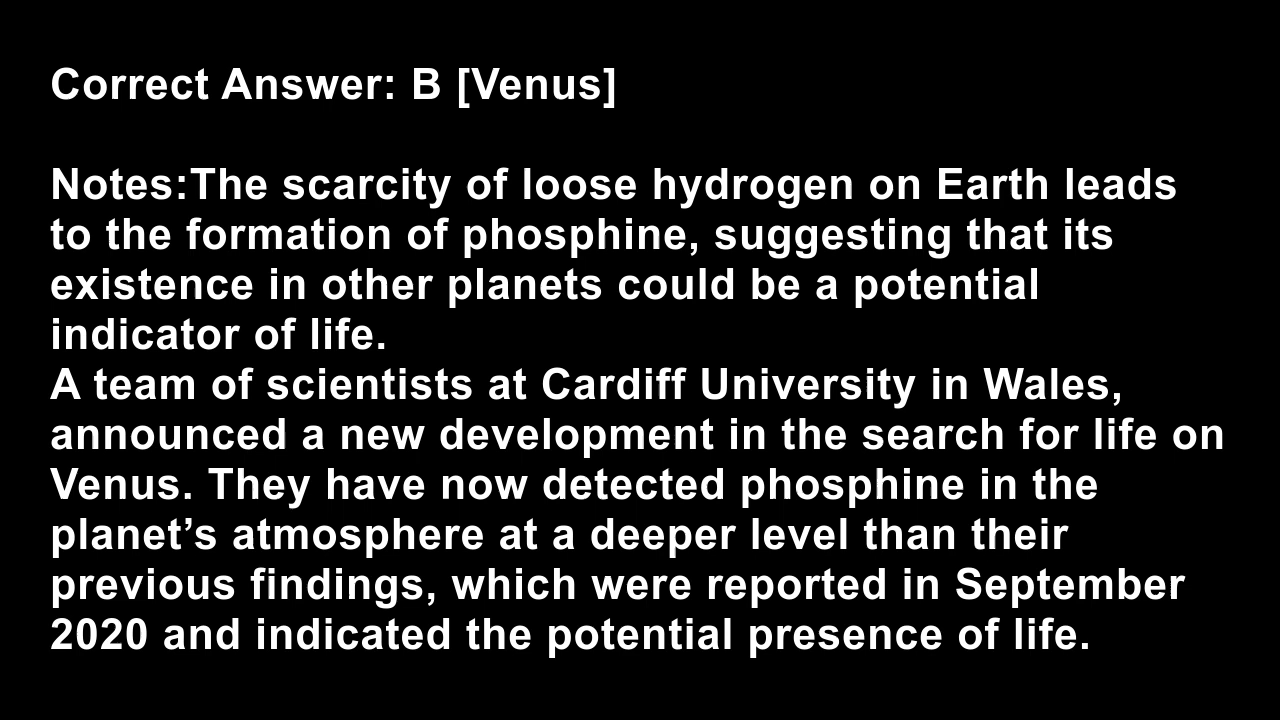 Correct Answer: B [Venus]
Notes:The scarcity of loose hydrogen on Earth leads
to the formation of phosphine, suggesting that its
existence in other planets could be a potential
indicator of life.
A team of scientists at Cardiff University in Wales,
announced a new development in the search for life on
Venus. They have now detected phosphine in the
planet’s atmosphere at a deeper level than their
previous findings, which were reported in September
2020 and indicated the potential presence of life.